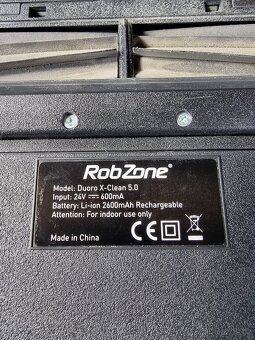 RobZone®
Model: Duoro X-Clean 5.0
Input: 24V ⎓ 600mA
Battery: Li-ion 2600mAh Rechargeable
Attention: For indoor use only
Made in China
CE